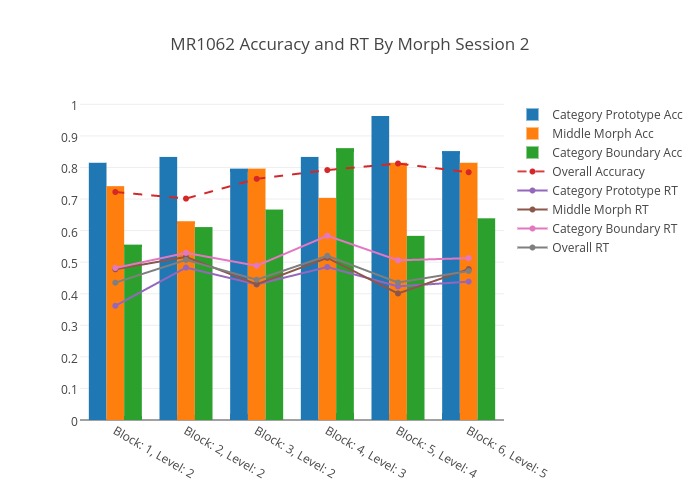 MR1062 Accuracy and RT By Morph Session 2
1
0.9
0.8
0.7
0.6
0.5
0.4
0.3
0.2
0.1
0
Block: 1, Level: 2
Block: 2, Level: 2
Block: 3, Level: 2
Block: 4, Level: 3
Block: 5, Level: 4
Block: 6, Level: 5
Category Prototype Acc
Middle Morph Acc
Category Boundary Acc
Overall Accuracy
Category Prototype RT
Middle Morph RT
Category Boundary RT
Overall RT